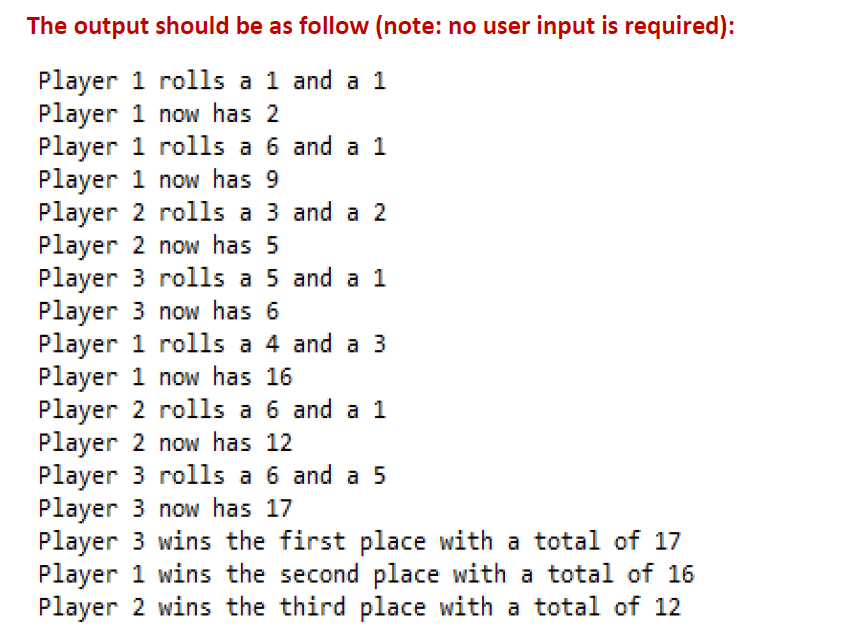 The output should be as follow (note: no user input is required):
Player 1 rolls a 1 and a 1
Player 1 now has 2
Player 1 rolls a 6 and a 1
Player 1 now has 9
Player 2 rolls a 3 and a 2
Player 2 now has 5
Player 3 rolls a 5 and a 1
Player 3 now has 6
Player 1 rolls a 4 and a 3
Player 1 now has 16
Player 2 rolls a 6 and a 1
Player 2 now has 12
Player 3 rolls a 6 and a 5
Player 3 now has 17
Player 3 wins the first place with a total of 17
Player 1 wins the second place with a total of 16
Player 2 wins the third place with a total of 12